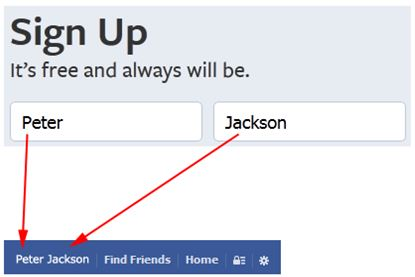 Sign Up
It's free and always will be.
Peter Jackson
Peter Jackson Find Friends Home